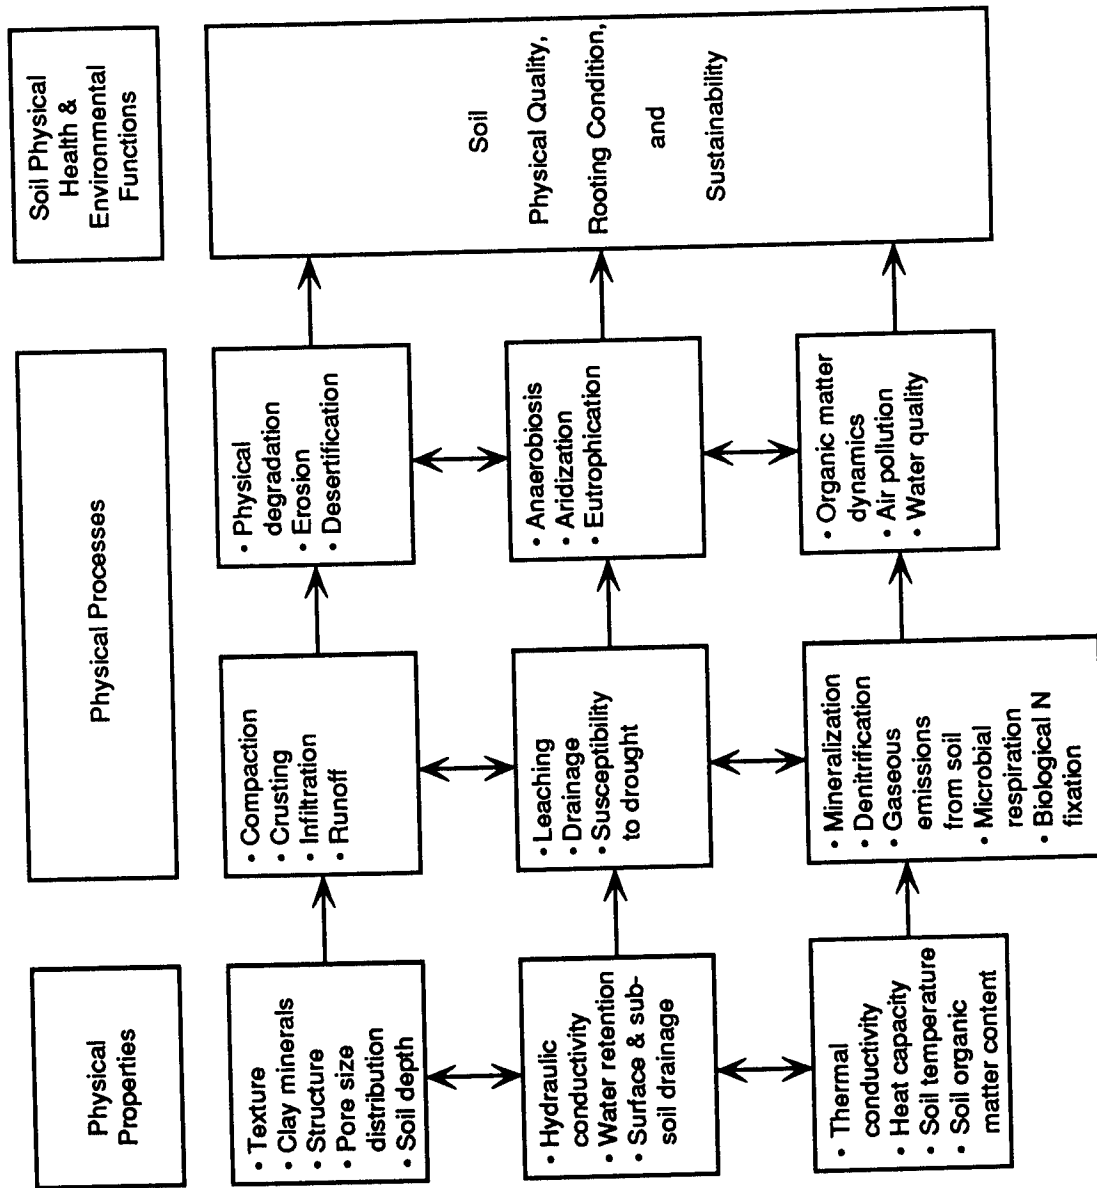 Physical
Properties
Physical Processes
Soil Physical
Health &
Environmental
Functions
• Texture
• Clay minerals
• Structure
• Pore size
distribution
• Soil depth
• Compaction
• Crusting
• Infiltration
• Runoff
• Physical
degradation
• Erosion
• Desertification
• Hydraulic
conductivity
• Water retention
• Surface & sub-
soil drainage
• Leaching
• Drainage
• Susceptibility
to drought
• Anaerobiosis
• Aridization
• Eutrophication
• Thermal
conductivity
• Heat capacity
• Soil temperature
• Soil organic
matter content
• Mineralization
• Denitrification
• Gaseous
emissions
from soil
• Microbial
respiration
• Biological N
fixation
• Organic matter
dynamics
• Air pollution
• Water quality
Soil
Physical Quality,
Rooting Condition,
and
Sustainability